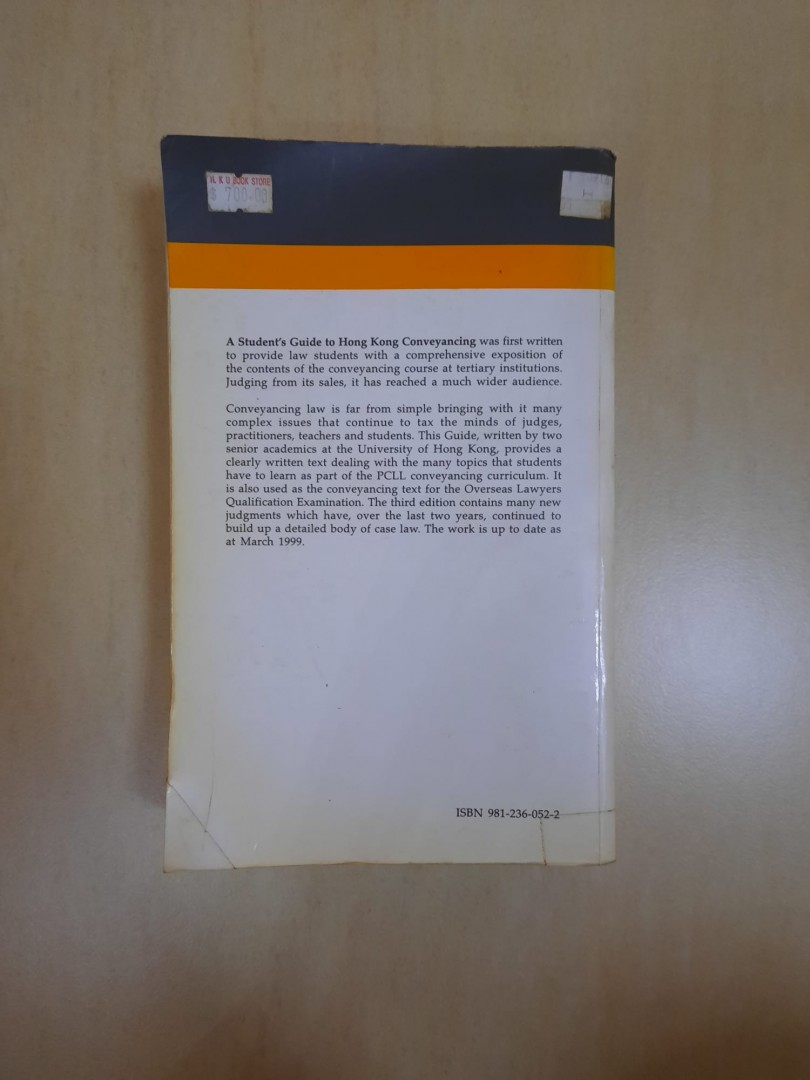 H. K U BOOK STORE
$ 700.00
A Student's Guide to Hong Kong Conveyancing was first written
to provide law students with a comprehensive exposition of
the contents of the conveyancing course at tertiary institutions.
Judging from its sales, it has reached a much wider audience.
Conveyancing law is far from simple bringing with it many
complex issues that continue to tax the minds of judges,
practitioners, teachers and students. This Guide, written by two
senior academics at the University of Hong Kong, provides a
clearly written text dealing with the many topics that students
have to learn as part of the PCLL conveyancing curriculum. It
is also used as the conveyancing text for the Overseas Lawyers
Qualification Examination. The third edition contains many new
judgments which have, over the last two years, continued to
build up a detailed body of case law. The work is up to date as
at March 1999.
ISBN 981-236-052-2